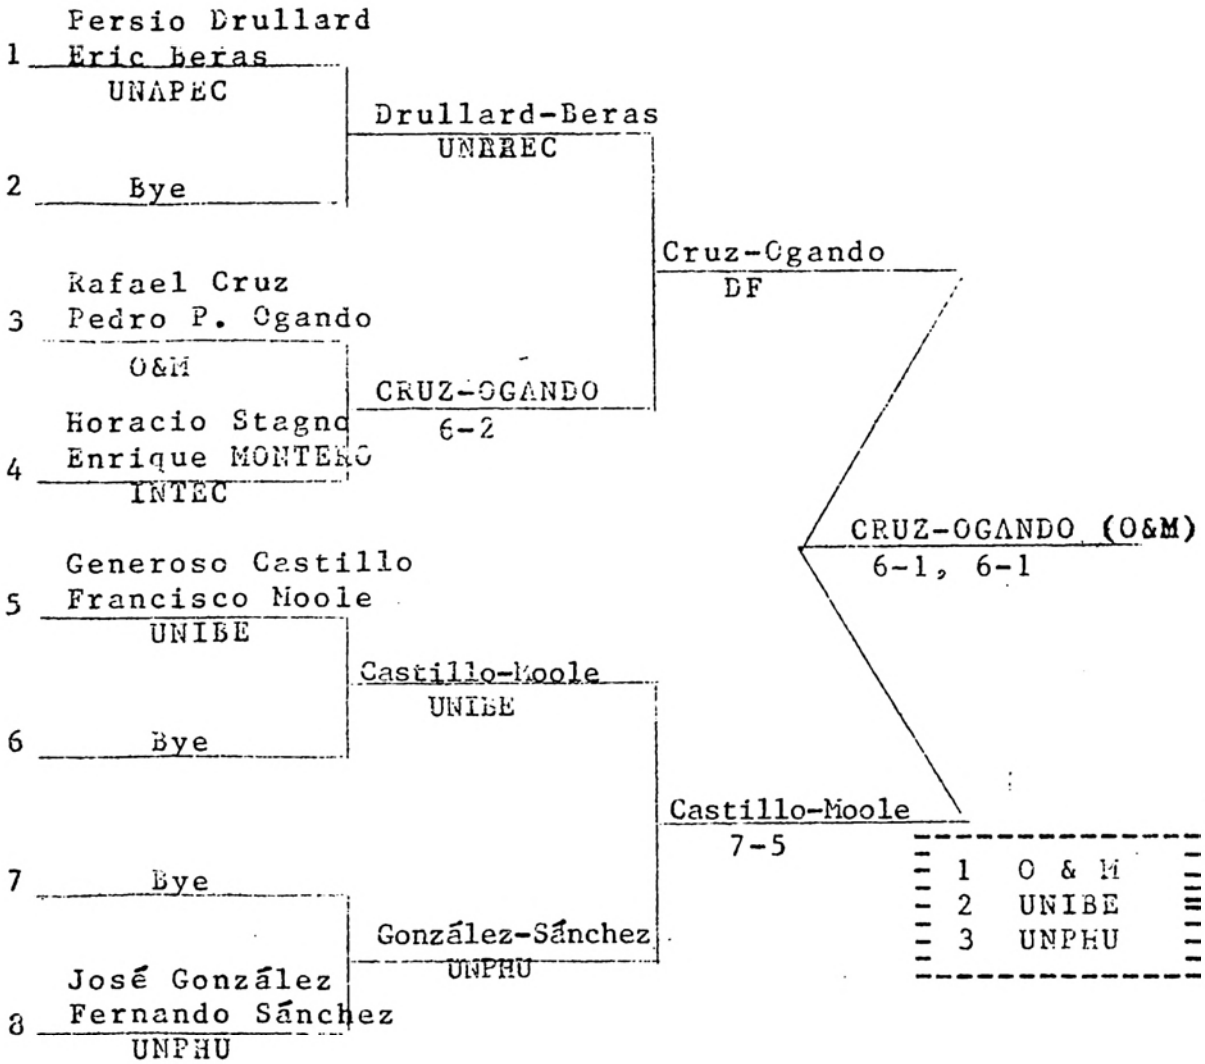 Persio Drullard
1 Eric Beras
UNAPEC
Drullard-Beras
UNRREC
2 Bye
Cruz-Ogando
DF
Rafael Cruz
3 Pedro P. Ogando
O&M
CRUZ-OGANDO
6-2
Horacio Stagno
4 Enrique MONTERO
INTEC
CRUZ-OGANDO (O&M)
6-1, 6-1
Generoso Castillo
5 Francisco Moole
UNIBE
Castillo-Moole
UNIBE
6 Bye
Castillo-Moole
7-5
7 Bye
González-Sánchez
UNPHU
José González
8 Fernando Sánchez
UNPHU
1 O & M
2 UNIBE
3 UNPHU